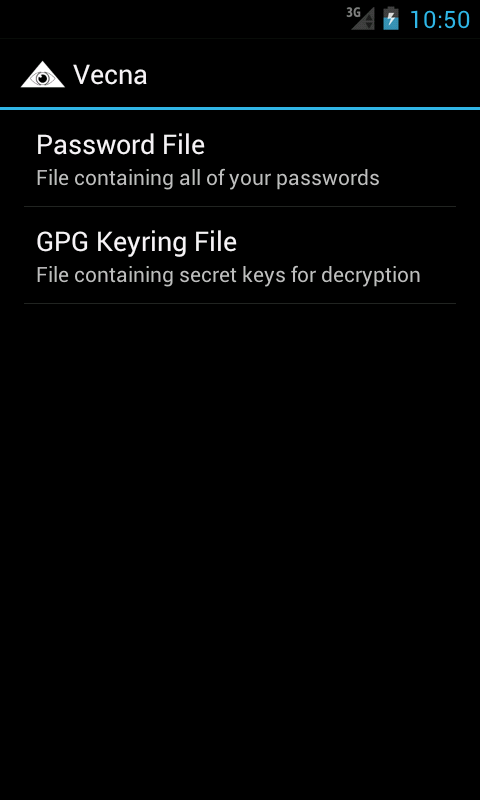 3G 10:50
Vecna
Password File
File containing all of your passwords
GPG Keyring File
File containing secret keys for decryption